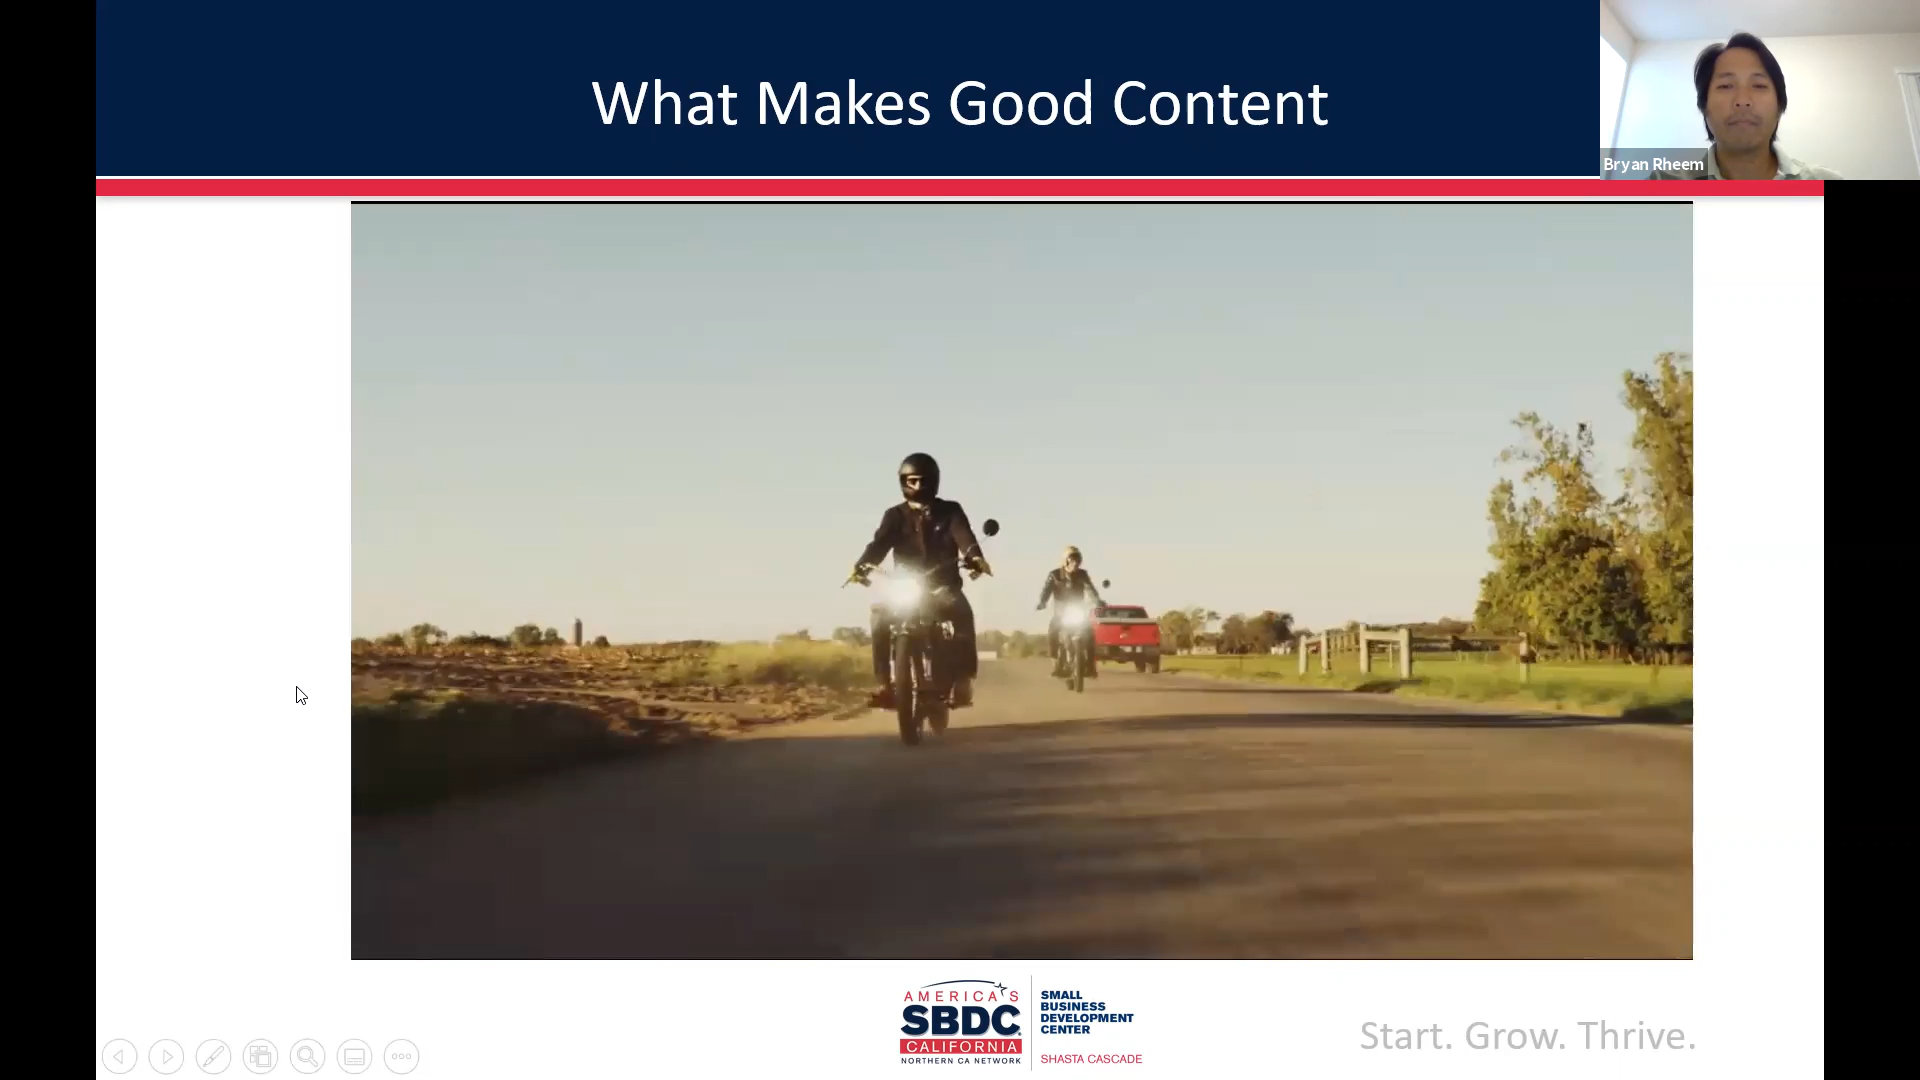 What Makes Good Content
Bryan Rheem
AMERICA'S
SBDC
CALIFORNIA
NORTHERN CA NETWORK
SMALL
BUSINESS
DEVELOPMENT
CENTER
SHASTA CASCADE
Start. Grow. Thrive.